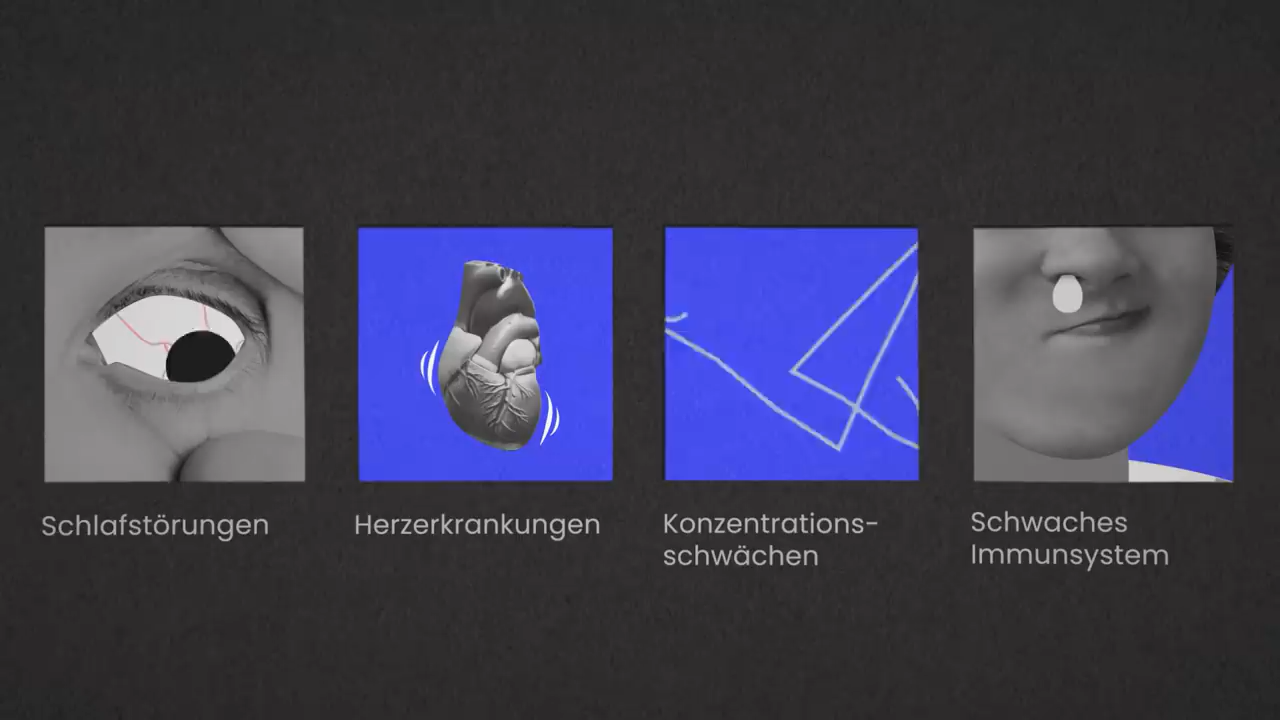 Schlafstörungen
Herzerkrankungen
Konzentrations-
schwächen
Schwaches
Immunsystem